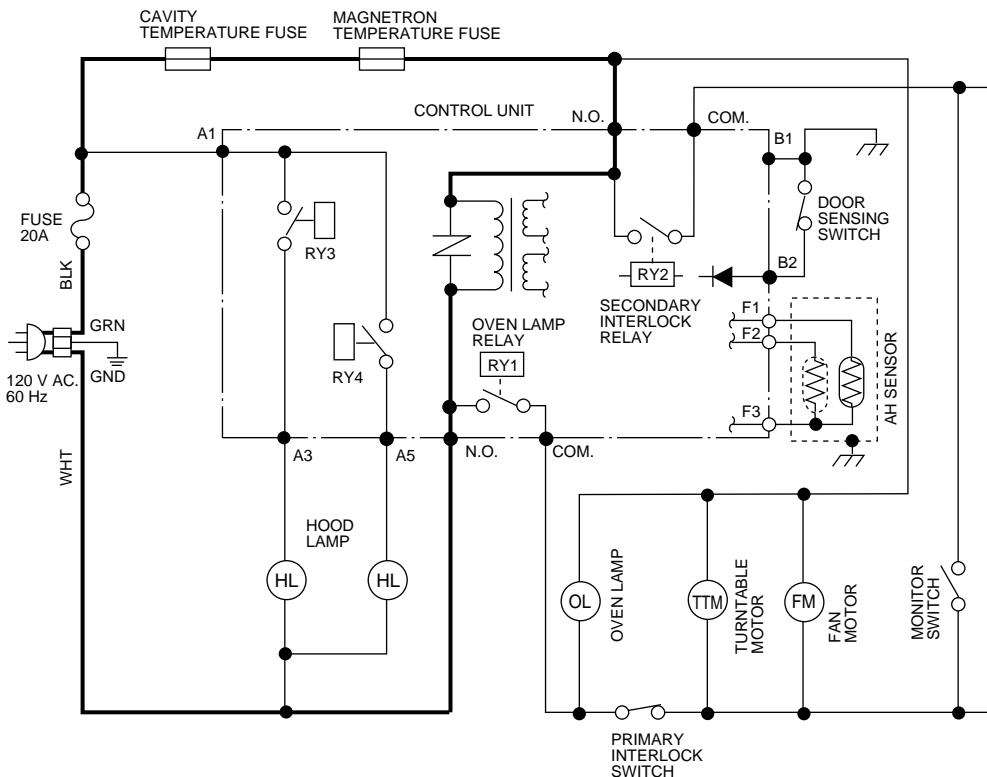 CAVITY
TEMPERATURE FUSE
MAGNETRON
TEMPERATURE FUSE
CONTROL UNIT
N.O.
COM.
A1
B1
FUSE
20A
RY3
DOOR
SENSING
SWITCH
B2
BLK
RY2
SECONDARY
INTERLOCK
RELAY
F1
F2
OVEN LAMP
RELAY
RY1
GRN
GND
120 V AC.
60 Hz
RY4
AH SENSOR
F3
A3
A5
N.O.
COM.
WHT
HOOD
LAMP
HL
HL
OL
OVEN LAMP
TTM
TURNTABLE
MOTOR
FM
FAN
MOTOR
MONITOR
SWITCH
PRIMARY
INTERLOCK
SWITCH